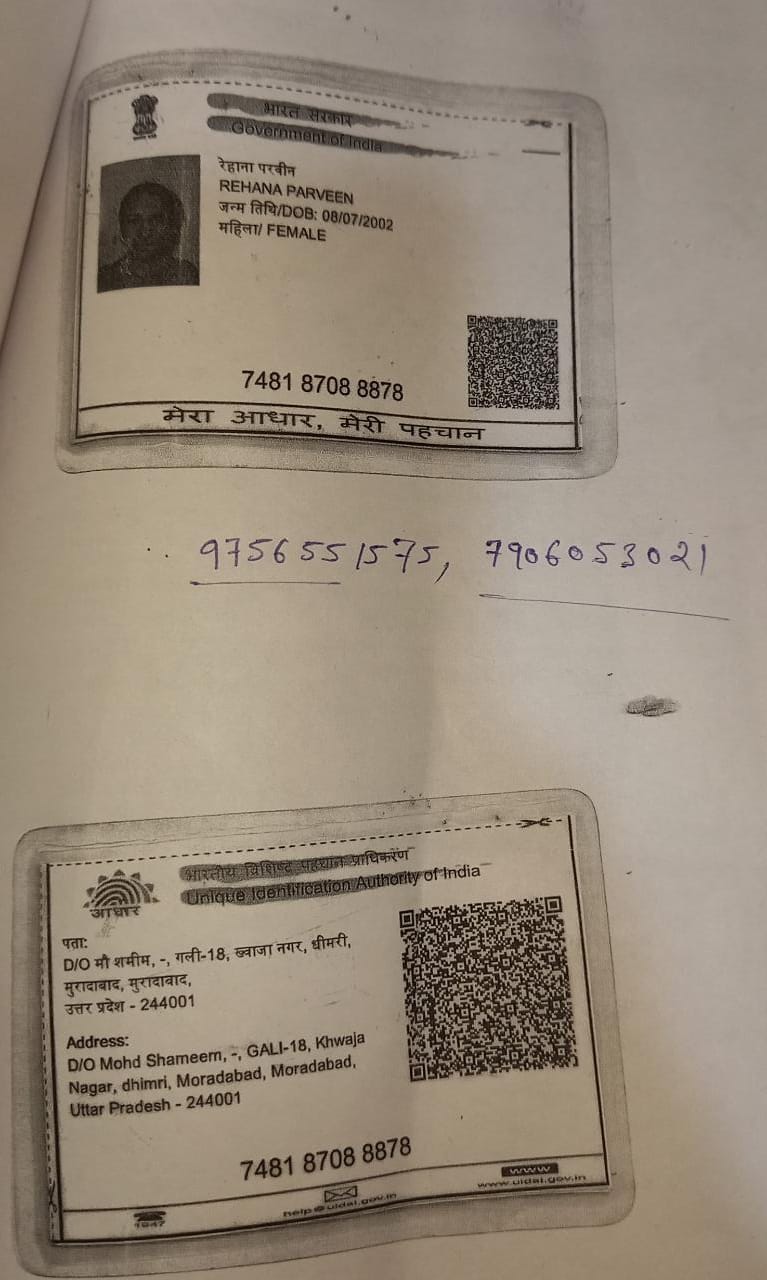 भारत सरकार
Government of India
रेहाना परवीन
REHANA PARVEEN
जन्म तिथि/DOB: 08/07/2002
महिला/ FEMALE
7481 8708 8878
मेरा आधार, मेरी पहचान
9756551575, 7906053021
भारतीय विशिष्ट पहचान प्राधिकरण
Unique Identification Authority of India
आधार
पता:
D/O मौ शमीम, -, गली-18, ख्वाजा नगर, धीमरी,
मुरादाबाद, मुरादाबाद,
उत्तर प्रदेश - 244001
Address:
D/O Mohd Shameem, -, GALI-18, Khwaja
Nagar, dhimri, Moradabad, Moradabad,
Uttar Pradesh - 244001
7481 8708 8878
1947
help@uidai.gov.in
www
www.uidai.gov.in